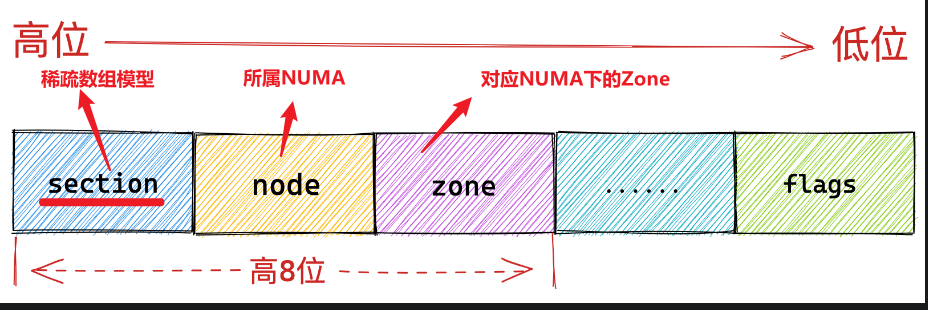 高位 低位
稀疏数组模型 所属NUMA 对应NUMA下的Zone
section node zone ...... flags
高8位